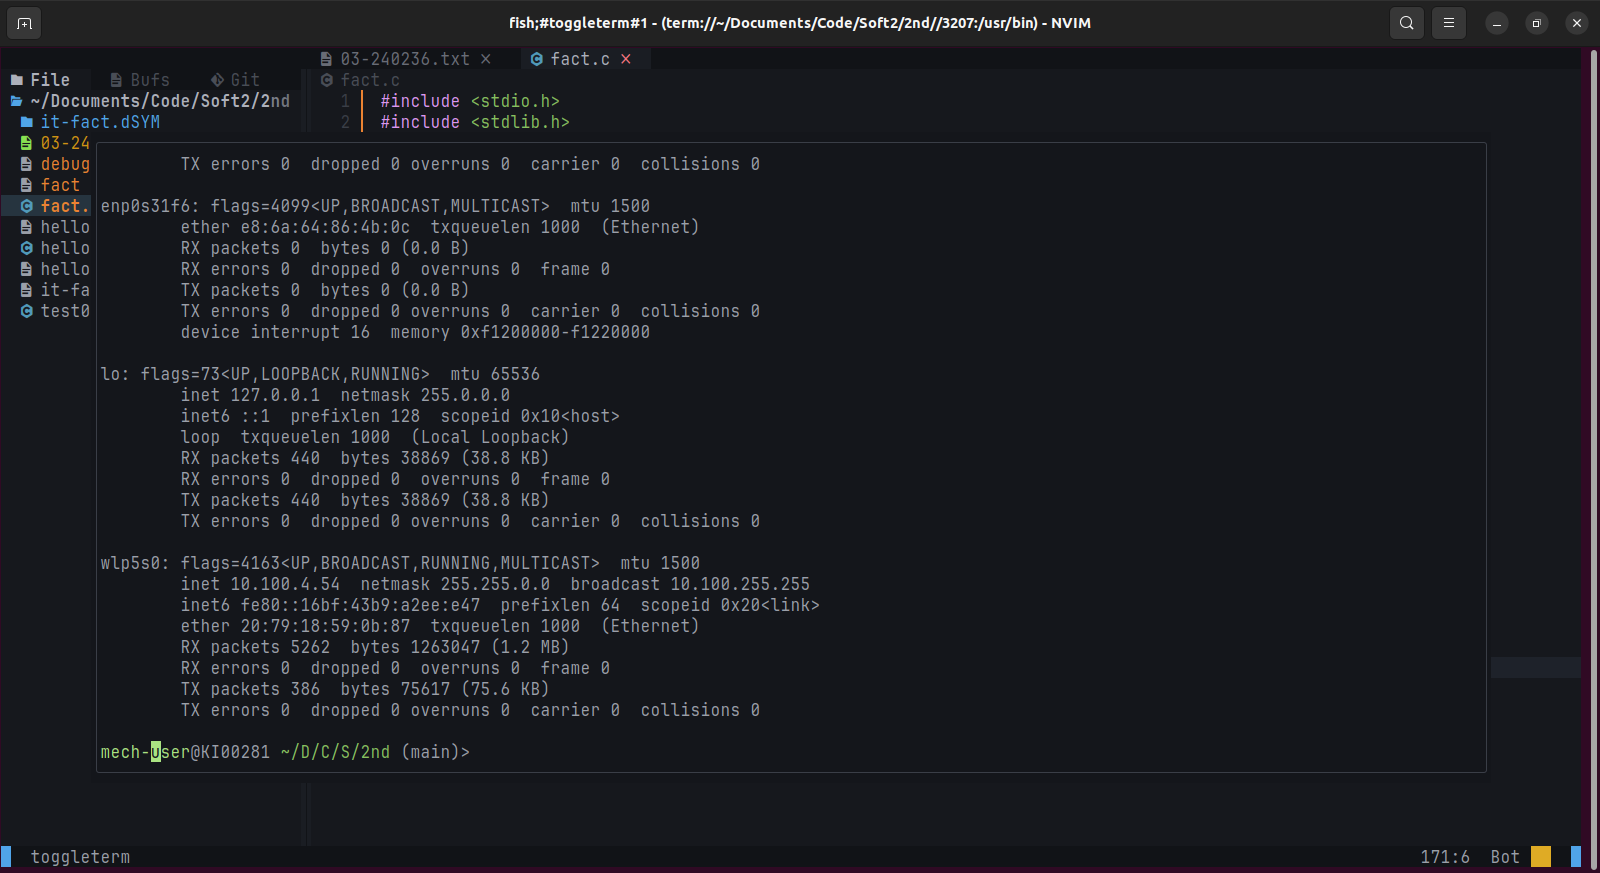 fish;#toggleterm#1 - (term://~/Documents/Code/Soft2/2nd//3207:/usr/bin) - NVIM
03-240236.txt × fact.c ×
File Bufs Git
fact.c
~/Documents/Code/Soft2/2nd
1 #include <stdio.h>
it-fact.dSYM
2 #include <stdlib.h>
03-24
debug
fact
fact.
hello
hello
hello
it-fa
test0
TX errors 0  dropped 0 overruns 0  carrier 0  collisions 0
enp0s31f6: flags=4099<UP,BROADCAST,MULTICAST>  mtu 1500
ether e8:6a:64:86:4b:0c  txqueuelen 1000  (Ethernet)
RX packets 0  bytes 0 (0.0 B)
RX errors 0  dropped 0  overruns 0  frame 0
TX packets 0  bytes 0 (0.0 B)
TX errors 0  dropped 0 overruns 0  carrier 0  collisions 0
device interrupt 16  memory 0xf1200000-f1220000
lo: flags=73<UP,LOOPBACK,RUNNING>  mtu 65536
inet 127.0.0.1  netmask 255.0.0.0
inet6 ::1  prefixlen 128  scopeid 0x10<host>
loop  txqueuelen 1000  (Local Loopback)
RX packets 440  bytes 38869 (38.8 KB)
RX errors 0  dropped 0  overruns 0  frame 0
TX packets 440  bytes 38869 (38.8 KB)
TX errors 0  dropped 0 overruns 0  carrier 0  collisions 0
wlp5s0: flags=4163<UP,BROADCAST,RUNNING,MULTICAST>  mtu 1500
inet 10.100.4.54  netmask 255.255.0.0  broadcast 10.100.255.255
inet6 fe80::16bf:43b9:a2ee:e47  prefixlen 64  scopeid 0x20<link>
ether 20:79:18:59:0b:87  txqueuelen 1000  (Ethernet)
RX packets 5262  bytes 1263047 (1.2 MB)
RX errors 0  dropped 0  overruns 0  frame 0
TX packets 386  bytes 75617 (75.6 KB)
TX errors 0  dropped 0 overruns 0  carrier 0  collisions 0
mech-user@KI00281 ~/D/C/S/2nd (main)>
toggleterm 171:6 Bot